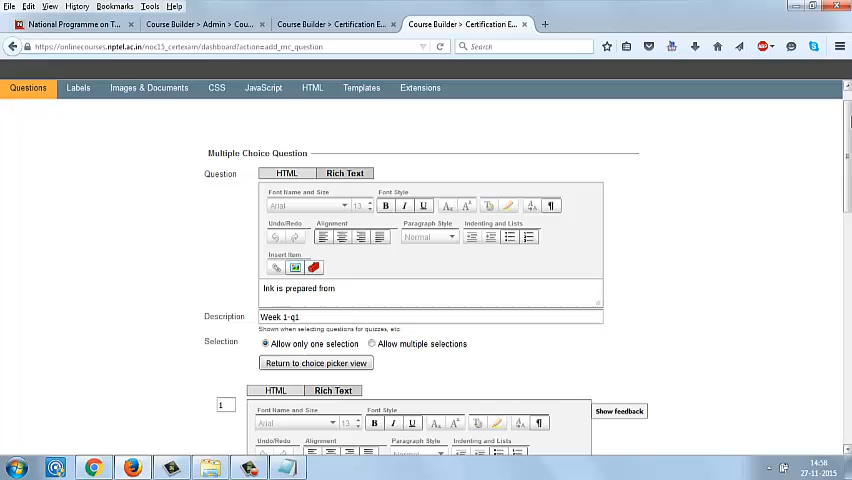 File Edit View History Bookmarks Tools Help
National Programme on T... × Course Builder > Admin > Cou... × Course Builder > Certification E... × Course Builder > Certification E... × +
https://onlinecourses.nptel.ac.in/noc15_certexam/dashboard?action=add_mc_question Search
Questions Labels Images & Documents CSS JavaScript HTML Templates Extensions
Multiple Choice Question
Question HTML Rich Text
Font Name and Size Font Style
Arial 13 B I U
Undo/Redo Alignment Paragraph Style Indenting and Lists
Normal
Insert Item
Ink is prepared from
Description Week 1-q1
Shown when selecting questions for quizzes, etc.
Selection Allow only one selection Allow multiple selections
Return to choice picker view
HTML Rich Text
1 Show feedback
Font Name and Size Font Style
Arial 13 B I U
Undo/Redo Alignment Paragraph Style Indenting and Lists
Normal
14:58
27-11-2015